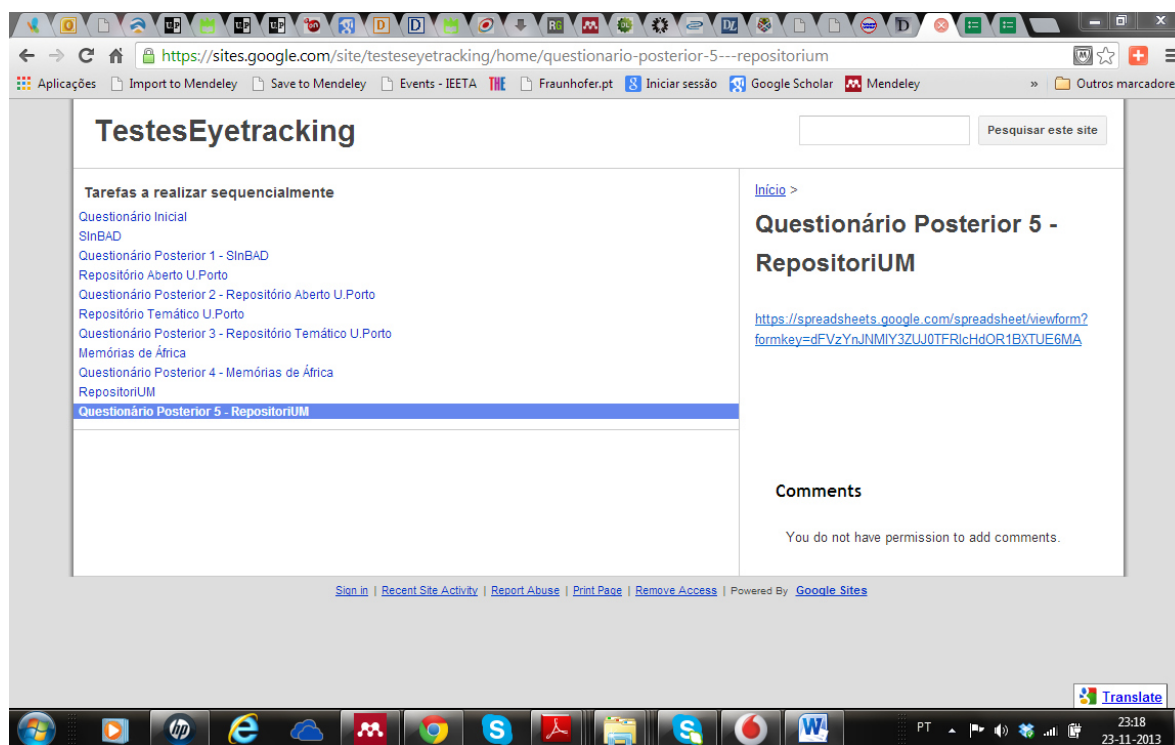 https://sites.google.com/site/testeseyetracking/home/questionario-posterior-5---repositorium
Aplicações Import to Mendeley Save to Mendeley Events - IEETA THE Fraunhofer.pt Iniciar sessão Google Scholar Mendeley » Outros marcadore
TestesEyetracking
Pesquisar este site
Tarefas a realizar sequencialmente
Questionário Inicial
SInBAD
Questionário Posterior 1 - SInBAD
Repositório Aberto U.Porto
Questionário Posterior 2 - Repositório Aberto U.Porto
Repositório Temático U.Porto
Questionário Posterior 3 - Repositório Temático U.Porto
Memórias de África
Questionário Posterior 4 - Memórias de África
RepositoriUM
Questionário Posterior 5 - RepositoriUM
Início >
Questionário Posterior 5 -
RepositoriUM
https://spreadsheets.google.com/spreadsheet/viewform?
Comments
You do not have permission to add comments.
Sign in | Recent Site Activity | Report Abuse | Print Page | Remove Access | Powered By Google Sites
Translate
PT
23:18
23-11-2013